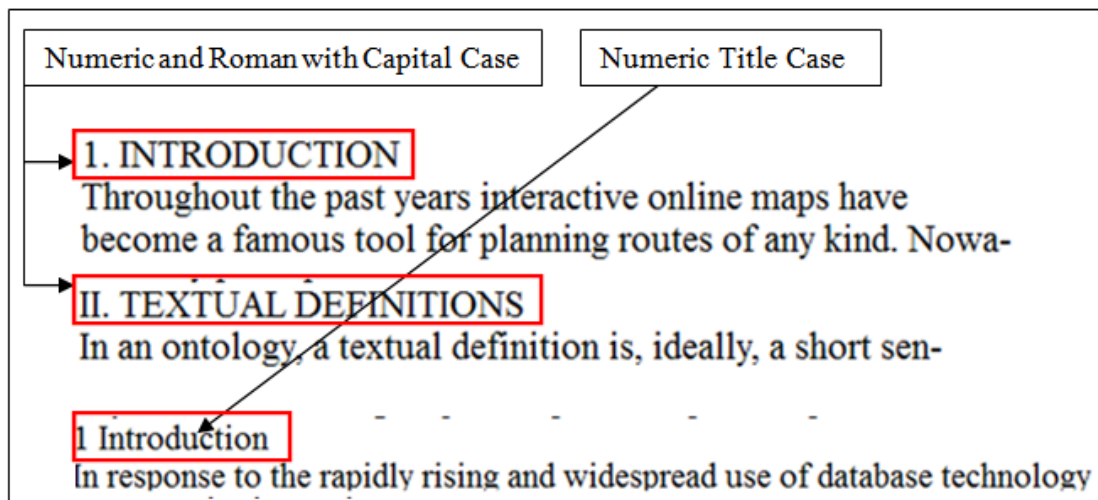 Numeric and Roman with Capital Case
Numeric Title Case
1. INTRODUCTION
Throughout the past years interactive online maps have
become a famous tool for planning routes of any kind. Nowa-
II. TEXTUAL DEFINITIONS
In an ontology, a textual definition is, ideally, a short sen-
1 Introduction
In response to the rapidly rising and widespread use of database technology